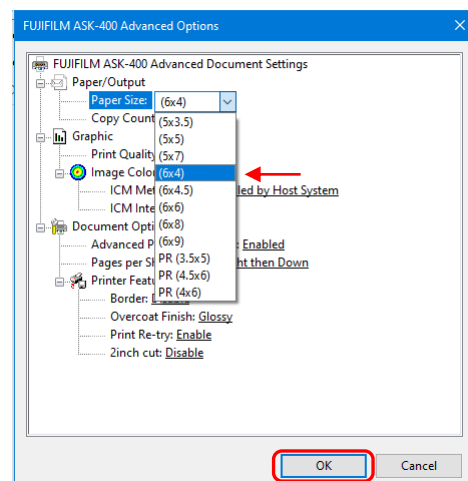 FUJIFILM ASK-400 Advanced Options
FUJIFILM ASK-400 Advanced Document Settings
Paper/Output
Paper Size: (6x4)
Copy Count
(5x3.5)
Graphic
(5x5)
Print Quality
(5x7)
Image Color
(6x4)
ICM Met
(6x4.5)
led by Host System
ICM Inte
(6x6)
Document Opti
(6x8)
Advanced P
(6x9)
: Enabled
Pages per Sh
PR (3.5x5)
ht then Down
Printer Featu
PR (4.5x6)
Border:
PR (4x6)
Overcoat Finish: Glossy
Print Re-try: Enable
2inch cut: Disable
OK
Cancel